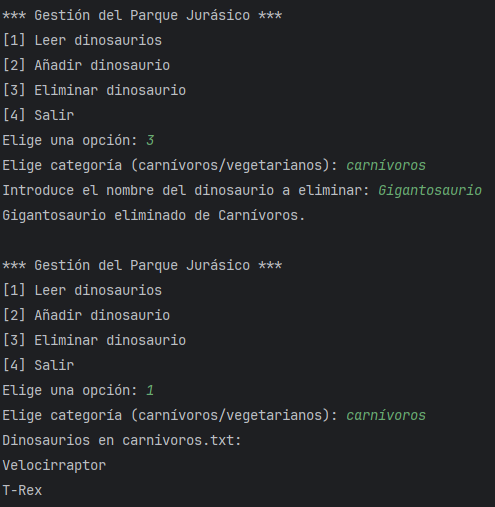 *** Gestión del Parque Jurásico ***
[1] Leer dinosaurios
[2] Añadir dinosaurio
[3] Eliminar dinosaurio
[4] Salir
Elige una opción: 3
Elige categoría (carnívoros/vegetarianos): carnívoros
Introduce el nombre del dinosaurio a eliminar: Gigantosaurio
Gigantosaurio eliminado de Carnívoros.

*** Gestión del Parque Jurásico ***
[1] Leer dinosaurios
[2] Añadir dinosaurio
[3] Eliminar dinosaurio
[4] Salir
Elige una opción: 1
Elige categoría (carnívoros/vegetarianos): carnívoros
Dinosaurios en carnivoros.txt:
Velocirraptor
T-Rex